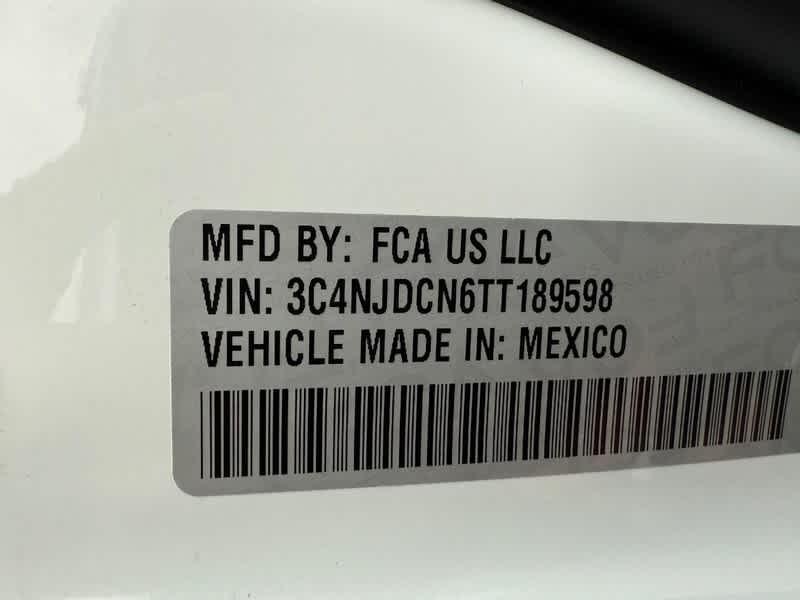 MFD BY: FCA US LLC
VIN: 3C4NJDCN6TT189598
VEHICLE MADE IN: MEXICO